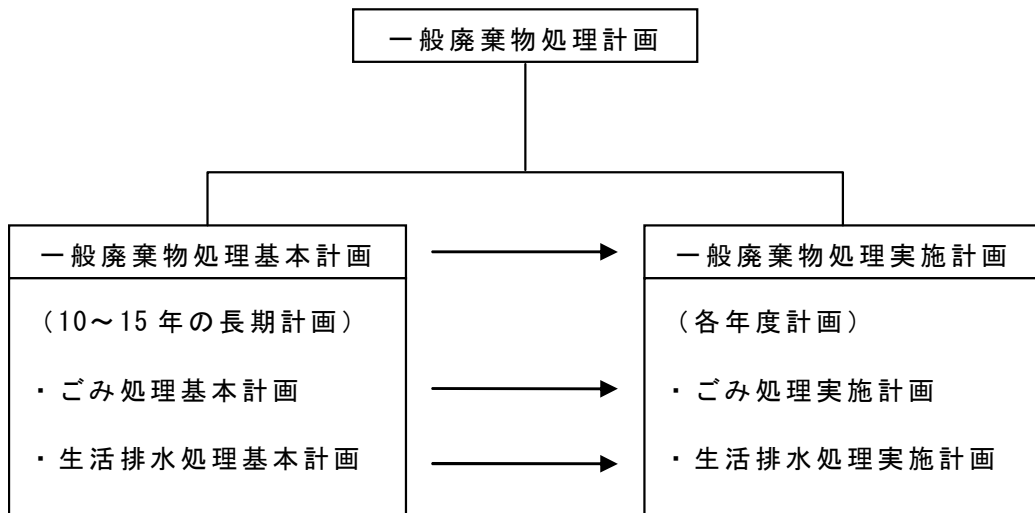 一般廃棄物処理計画
一般廃棄物処理基本計画
(10～15年の長期計画)
・ごみ処理基本計画
・生活排水処理基本計画
一般廃棄物処理実施計画
(各年度計画)
・ごみ処理実施計画
・生活排水処理実施計画